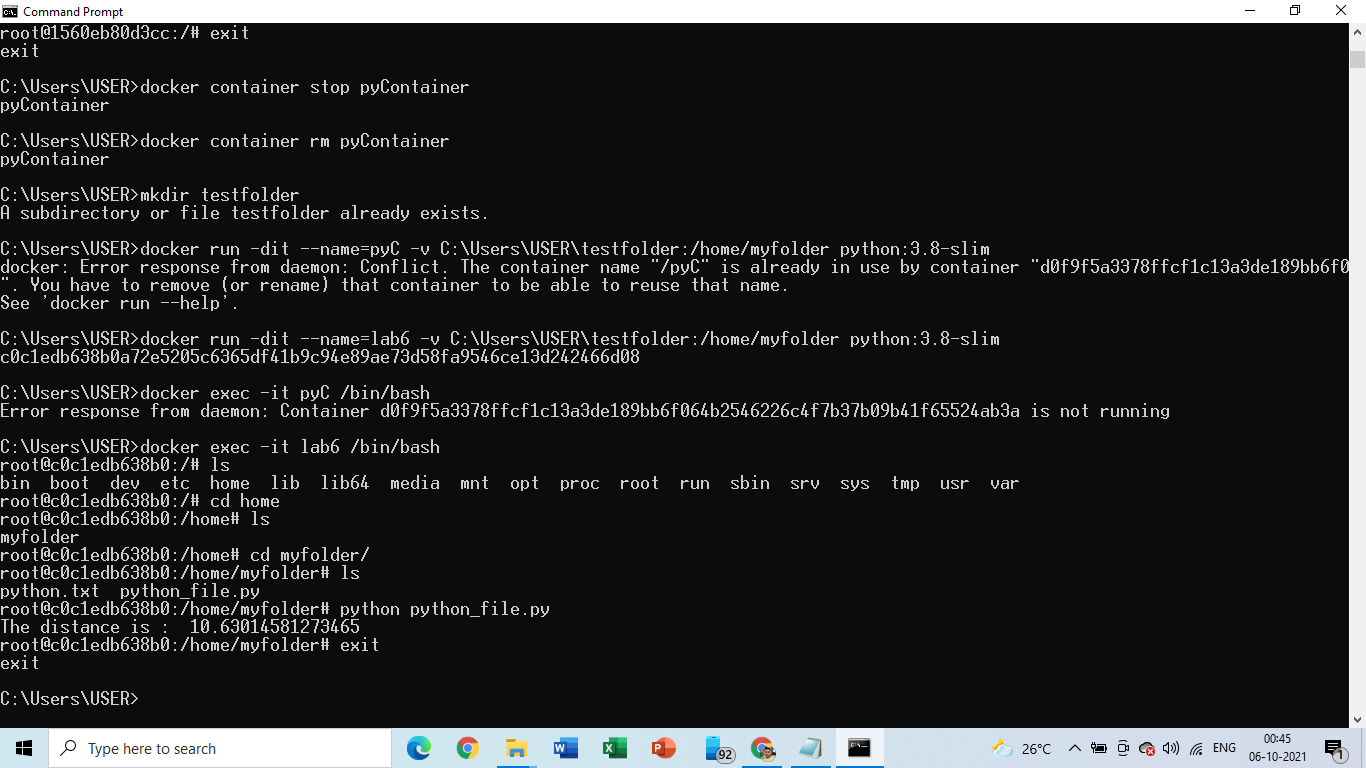 Command Prompt
root@1560eb80d3cc:/# exit
exit
C:\Users\USER>docker container stop pyContainer
pyContainer
C:\Users\USER>docker container rm pyContainer
pyContainer
C:\Users\USER>mkdir testfolder
A subdirectory or file testfolder already exists.
C:\Users\USER>docker run -dit --name=pyC -v C:\Users\USER\testfolder:/home/myfolder python:3.8-slim
docker: Error response from daemon: Conflict. The container name "/pyC" is already in use by container "d0f9f5a3378ffcf1c13a3de189bb6f0
". You have to remove (or rename) that container to be able to reuse that name.
See 'docker run --help'.
C:\Users\USER>docker run -dit --name=lab6 -v C:\Users\USER\testfolder:/home/myfolder python:3.8-slim
c0c1edb638b0a72e5205c6365df41b9c94e89ae73d58fa9546ce13d242466d08
C:\Users\USER>docker exec -it pyC /bin/bash
Error response from daemon: Container d0f9f5a3378ffcf1c13a3de189bb6f064b2546226c4f7b37b09b41f65524ab3a is not running
C:\Users\USER>docker exec -it lab6 /bin/bash
root@c0c1edb638b0:/# ls
bin  boot  dev  etc  home  lib  lib64  media  mnt  opt  proc  root  run  sbin  srv  sys  tmp  usr  var
root@c0c1edb638b0:/# cd home
root@c0c1edb638b0:/home# ls
myfolder
root@c0c1edb638b0:/home# cd myfolder/
root@c0c1edb638b0:/home/myfolder# ls
python.txt  python_file.py
root@c0c1edb638b0:/home/myfolder# python python_file.py
The distance is :  10.63014581273465
root@c0c1edb638b0:/home/myfolder# exit
exit
C:\Users\USER>
Type here to search
92
26°C
ENG
00:45
06-10-2021
1